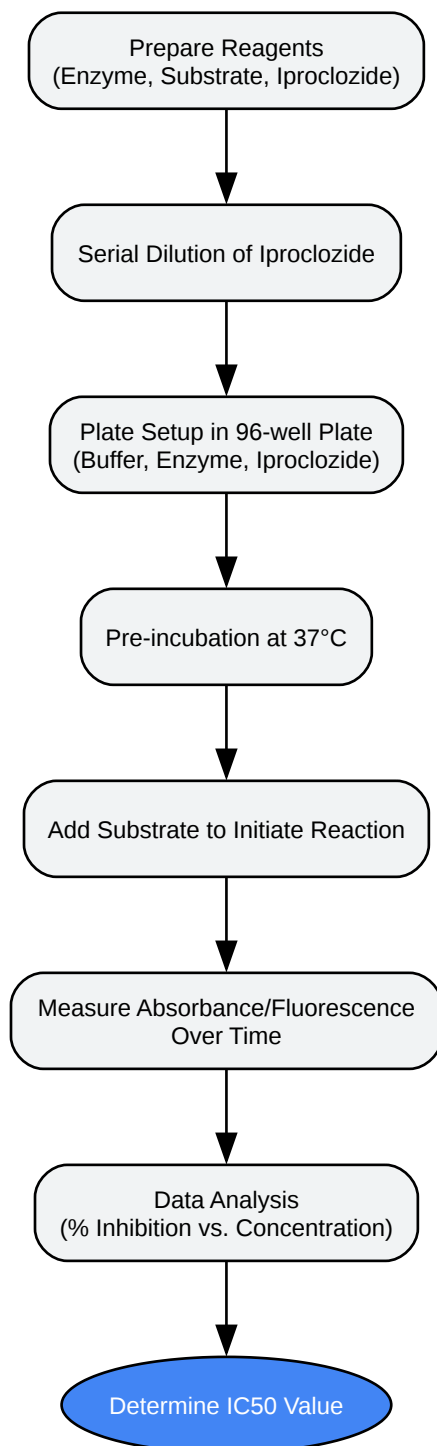 Prepare Reagents
(Enzyme, Substrate, Iproclozide)
Serial Dilution of Iproclozide
Plate Setup in 96-well Plate
(Buffer, Enzyme, Iproclozide)
Pre-incubation at 37°C
Add Substrate to Initiate Reaction
Measure Absorbance/Fluorescence
Over Time
Data Analysis
(% Inhibition vs. Concentration)
Determine IC50 Value